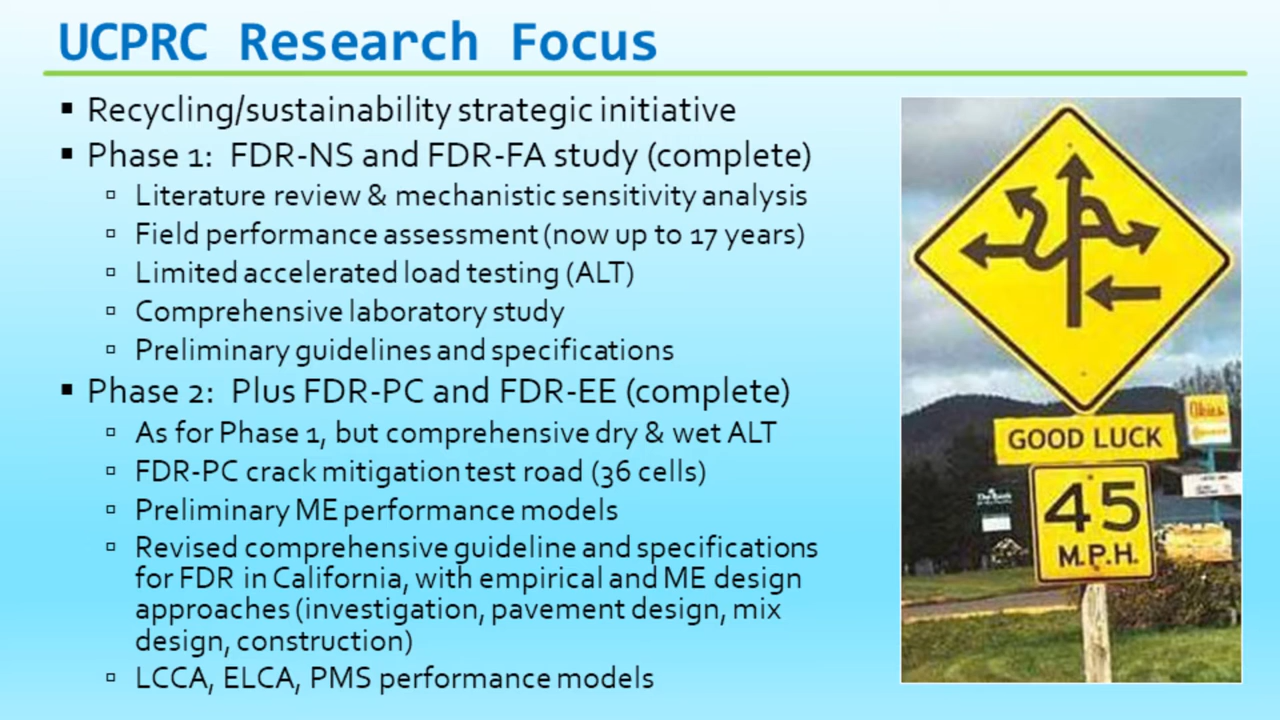 UCPRC Research Focus
▪ Recycling/sustainability strategic initiative
▪ Phase 1: FDR-NS and FDR-FA study (complete)
▫ Literature review & mechanistic sensitivity analysis
▫ Field performance assessment (now up to 17 years)
▫ Limited accelerated load testing (ALT)
▫ Comprehensive laboratory study
▫ Preliminary guidelines and specifications
▪ Phase 2: Plus FDR-PC and FDR-EE (complete)
▫ As for Phase 1, but comprehensive dry & wet ALT
▫ FDR-PC crack mitigation test road (36 cells)
▫ Preliminary ME performance models
▫ Revised comprehensive guideline and specifications
for FDR in California, with empirical and ME design
approaches (investigation, pavement design, mix
design, construction)
▫ LCCA, ELCA, PMS performance models
GOOD LUCK
45
M.P.H.